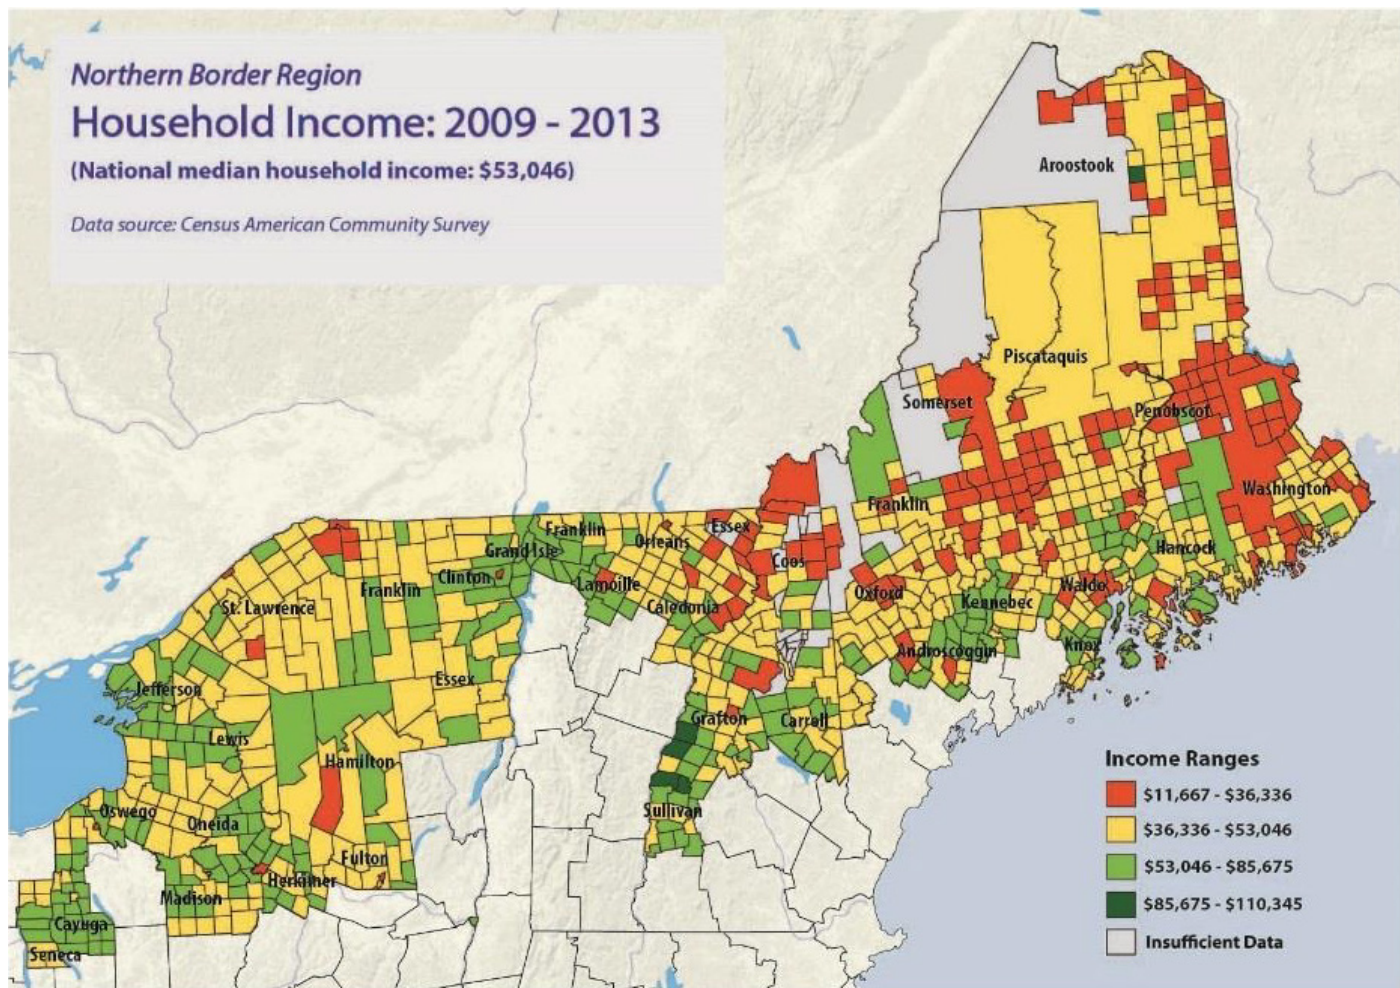 Northern Border Region
Household Income: 2009 - 2013
(National median household income: $53,046)
Data source: Census American Community Survey
Aroostook
Piscataquis
Somerset
Penobscot
Washington
Franklin
Essex
Franklin
Orleans
Grand Isle
Coos
Hancock
Clinton
Lamoille
Franklin
Oxford
Waldo
Kennebec
St. Lawrence
Caledonia
Knox
Androscoggin
Essex
Jefferson
Grafton
Carroll
Lewis
Hamilton
Oswego
Oneida
Sullivan
Fulton
Herkimer
Madison
Cayuga
Seneca
Income Ranges
$11,667 - $36,336
$36,336 - $53,046
$53,046 - $85,675
$85,675 - $110,345
Insufficient Data